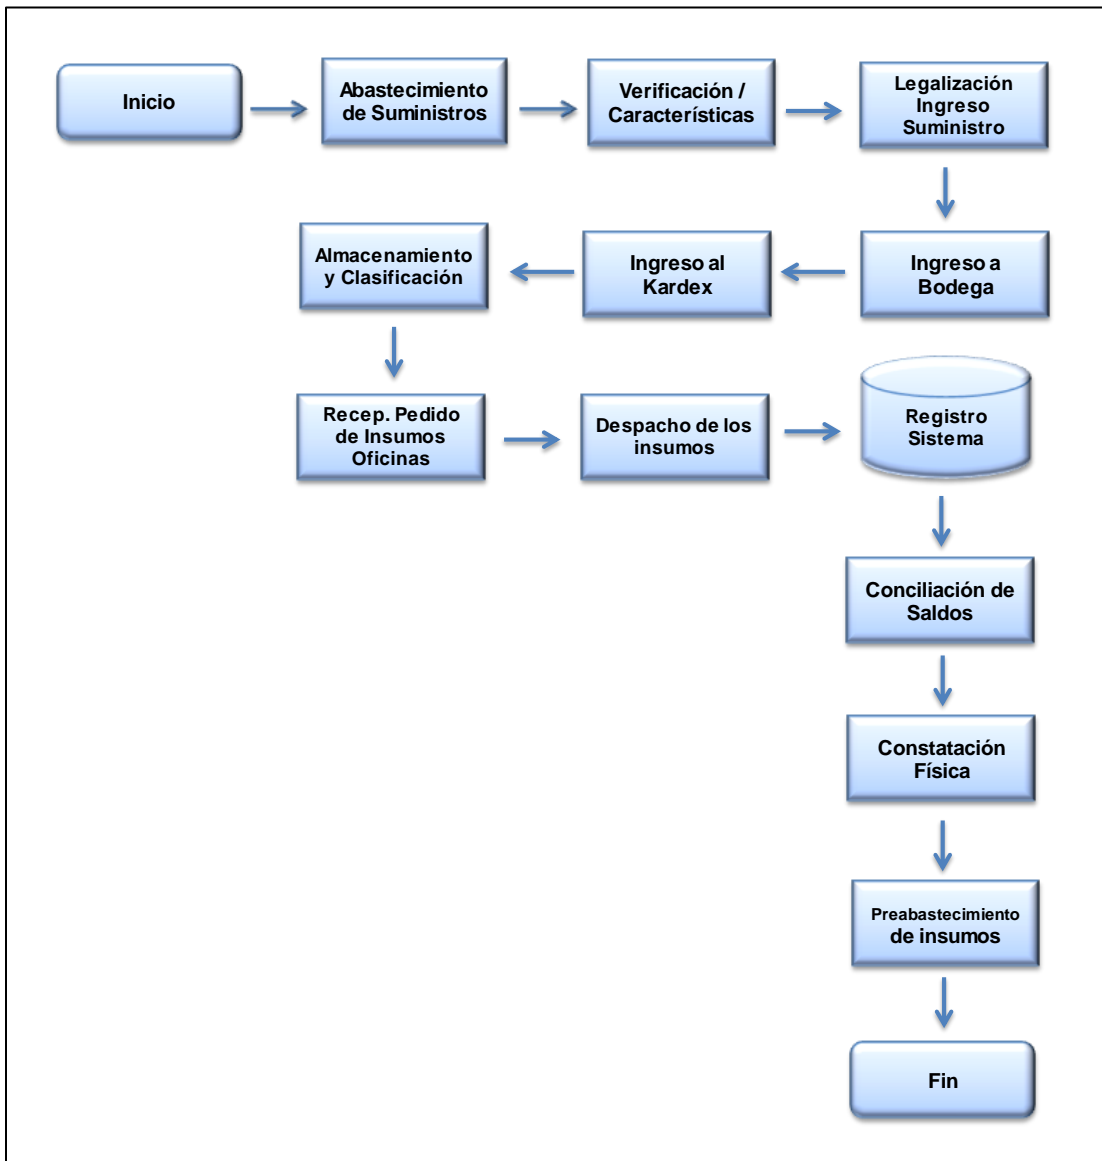 Inicio
Abastecimiento
de Suministros
Verificación /
Características
Legalización
Ingreso
Suministro
Ingreso a
Bodega
Ingreso al
Kardex
Almacenamiento
y Clasificación
Recep. Pedido
de Insumos
Oficinas
Despacho de los
insumos
Registro
Sistema
Conciliación de
Saldos
Constatación
Física
Preabastecimiento
de insumos
Fin